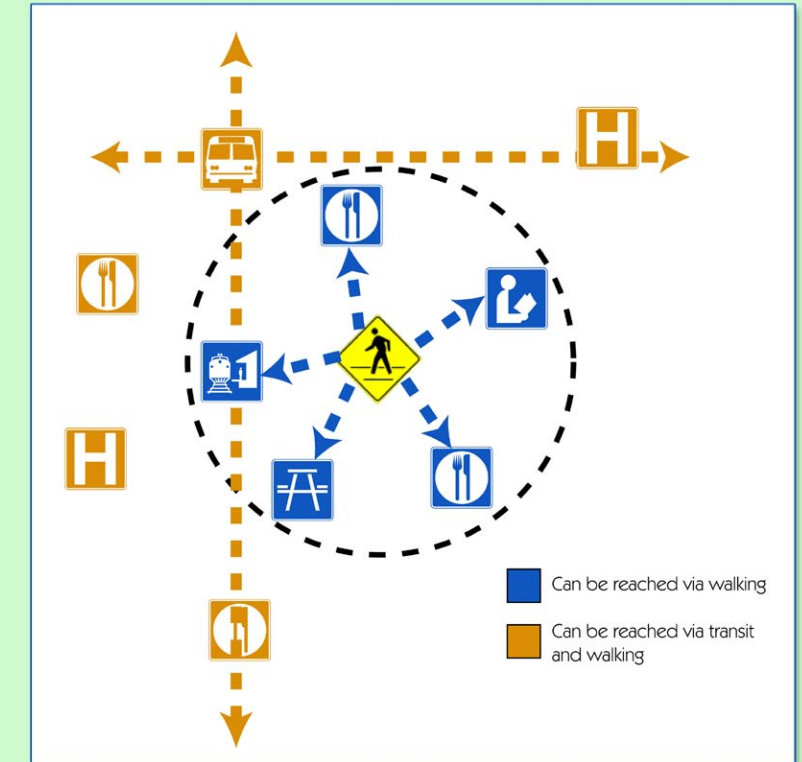 H
H
Can be reached via walking
Can be reached via transit
and walking